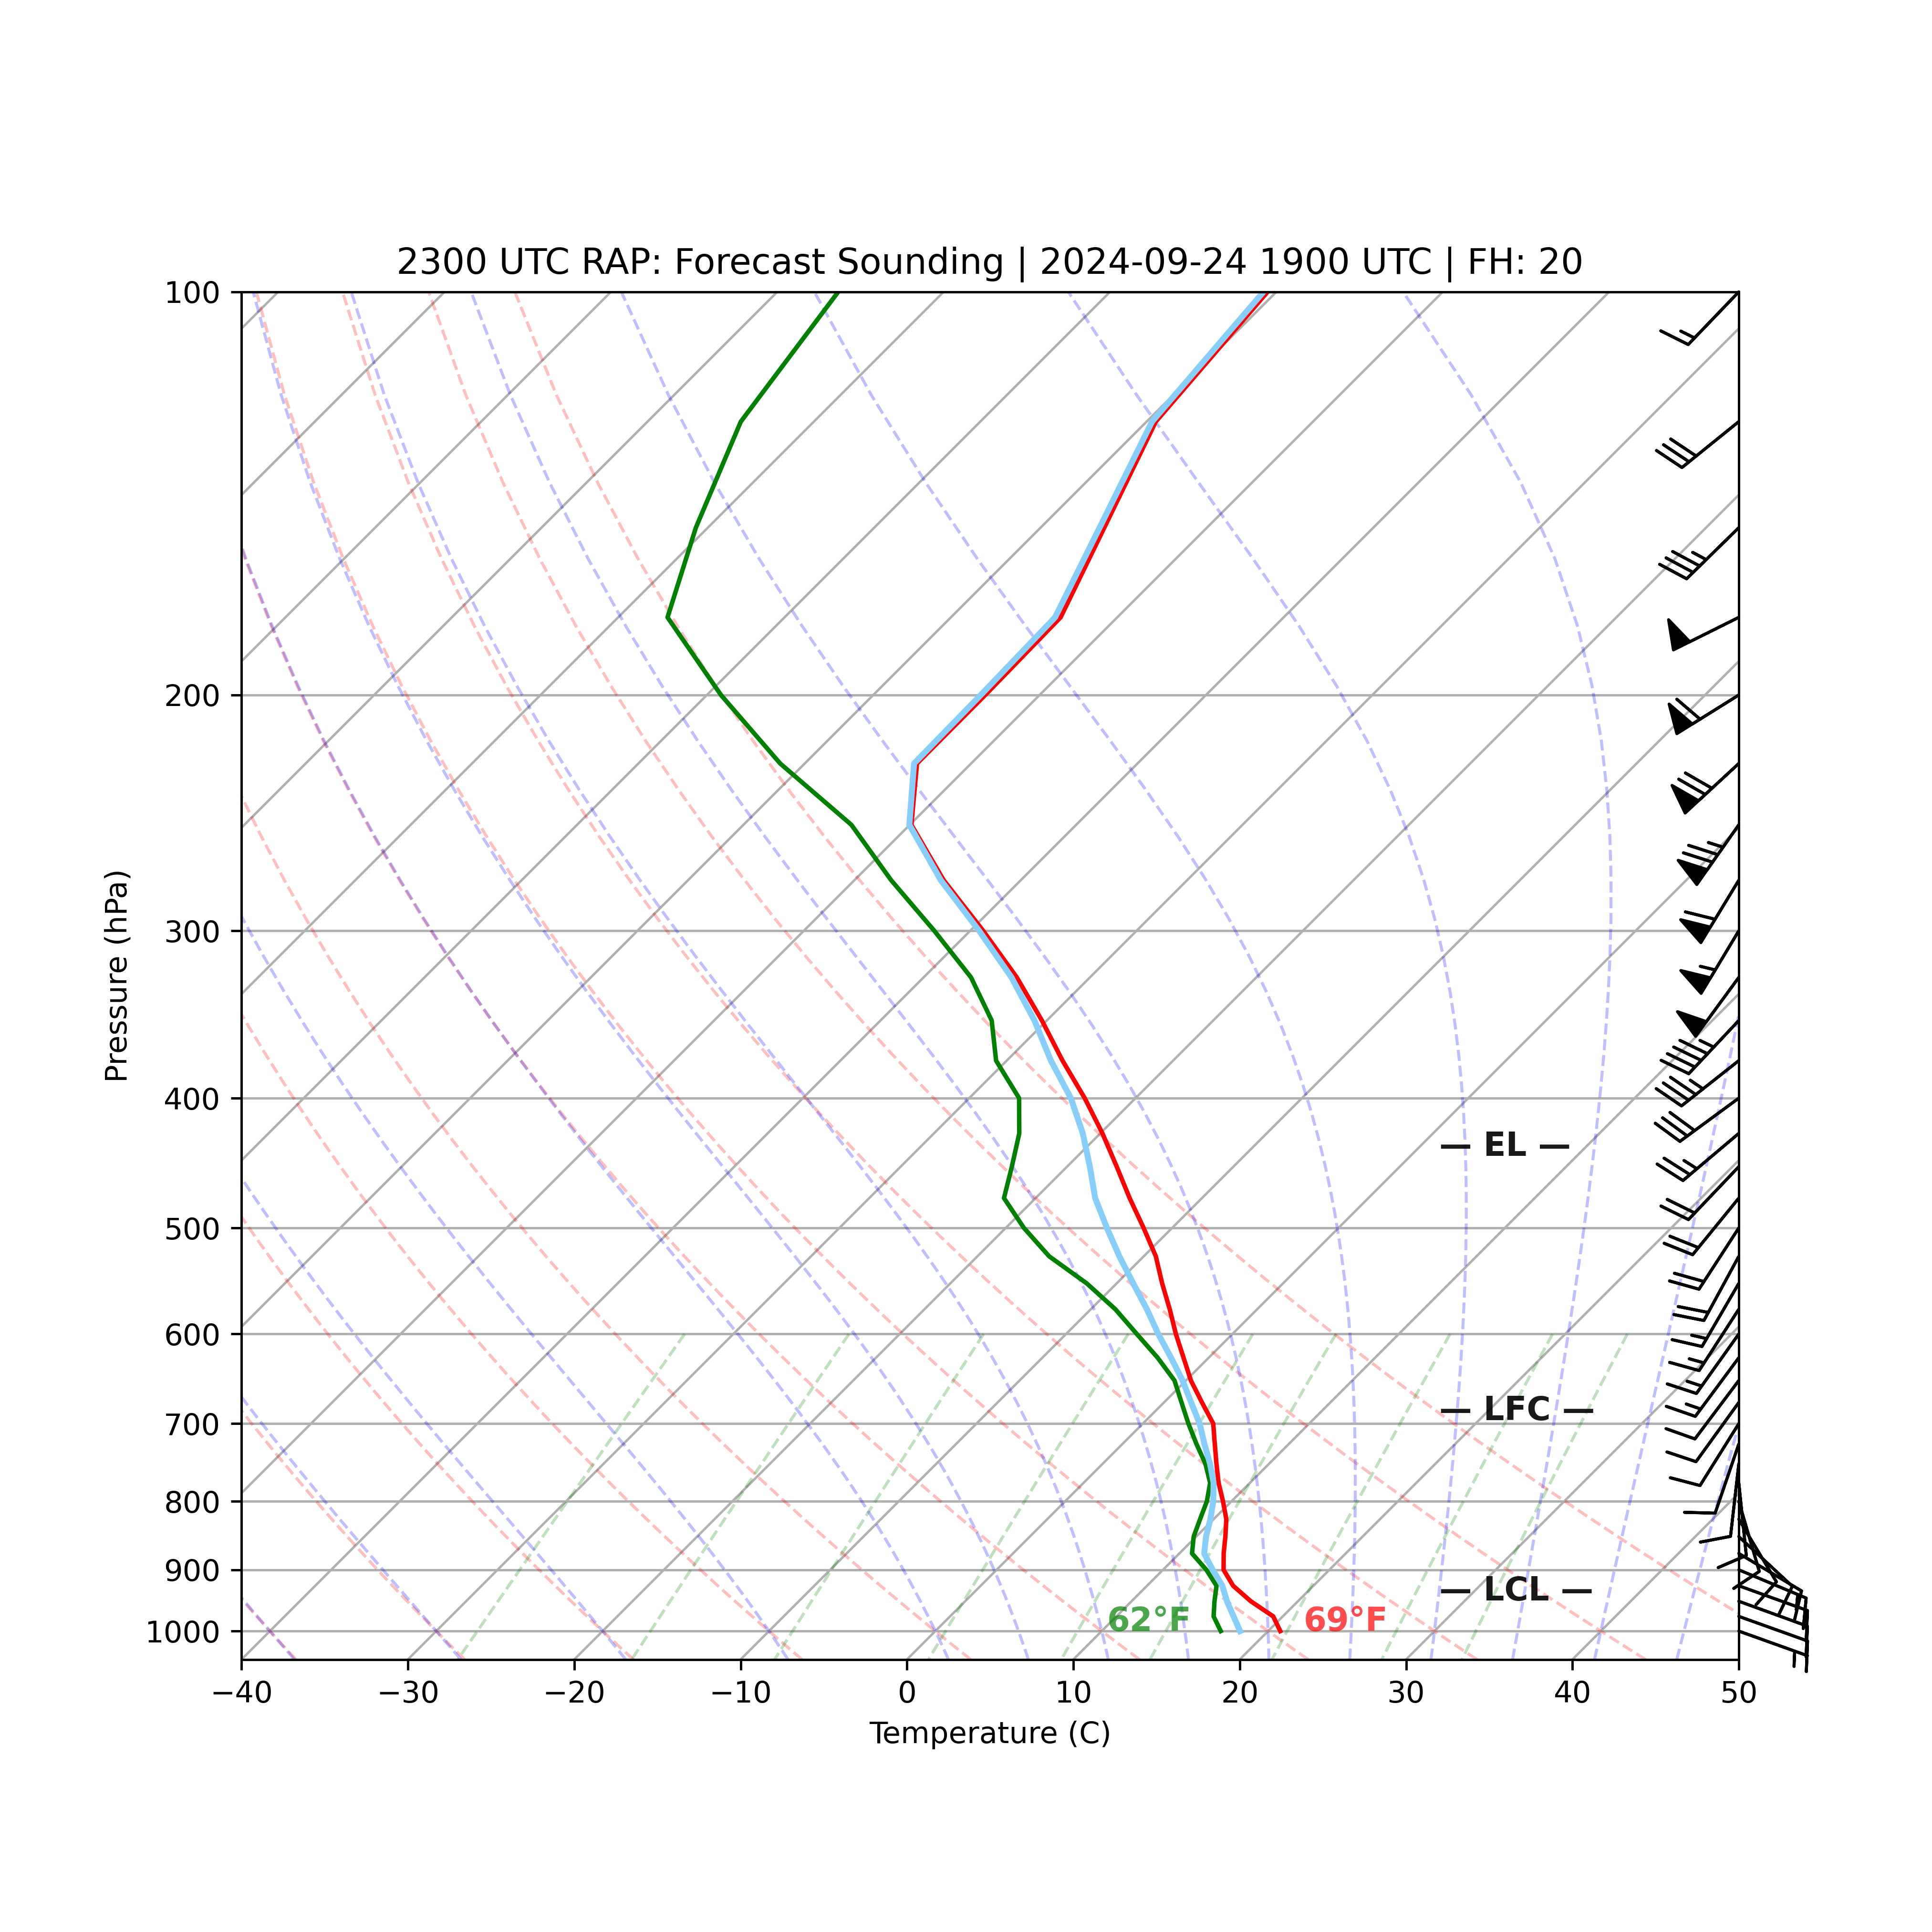 2300 UTC RAP: Forecast Sounding | 2024-09-24 1900 UTC | FH: 20
100
200
300
400
500
600
700
800
900
1000
Pressure (hPa)
— EL —
— LFC —
— LCL —
62°F 69°F
−40 −30 −20 −10 0 10 20 30 40 50
Temperature (C)